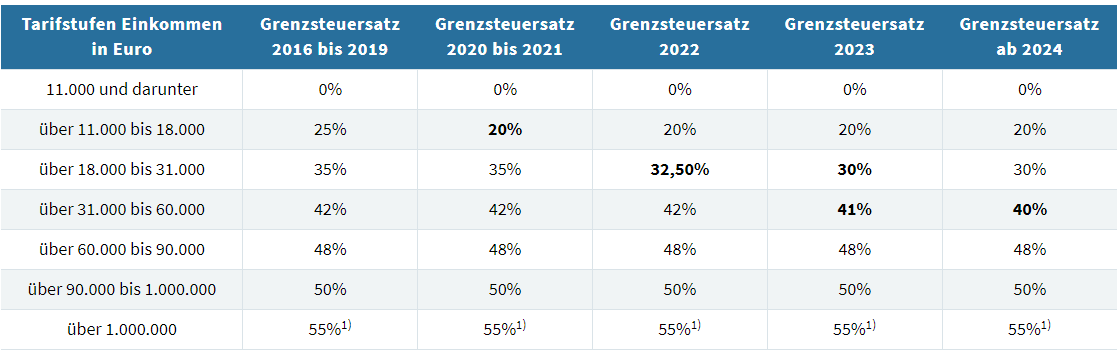 Tarifstufen Einkommen in Euro Grenzsteuersatz 2016 bis 2019 Grenzsteuersatz 2020 bis 2021 Grenzsteuersatz 2022 Grenzsteuersatz 2023 Grenzsteuersatz ab 2024
11.000 und darunter 0% 0% 0% 0% 0%
über 11.000 bis 18.000 25% 20% 20% 20% 20%
über 18.000 bis 31.000 35% 35% 32,50% 30% 30%
über 31.000 bis 60.000 42% 42% 42% 41% 40%
über 60.000 bis 90.000 48% 48% 48% 48% 48%
über 90.000 bis 1.000.000 50% 50% 50% 50% 50%
über 1.000.000 55%1) 55%1) 55%1) 55%1) 55%1)